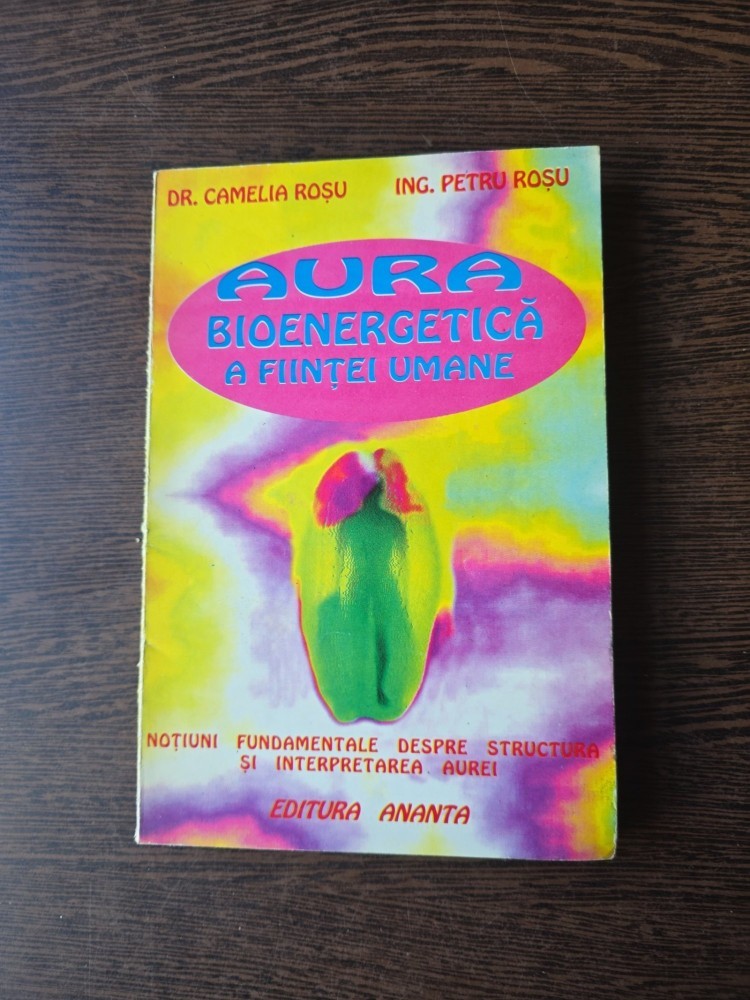 DR. CAMELIA ROȘU ING. PETRU ROȘU
AURA
BIOENERGETICĂ
A FIINȚEI UMANE
NOȚIUNI FUNDAMENTALE DESPRE STRUCTURA
ȘI INTERPRETAREA AUREI
EDITURA ANANTA